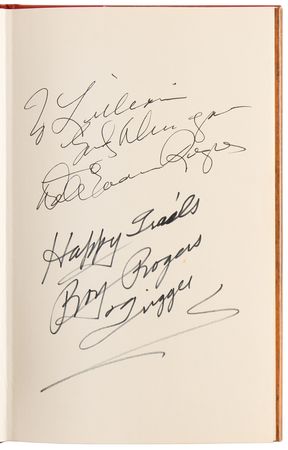 To Lillian
Dale Evans Rogers
Happy Trails
Roy Rogers
& Trigger